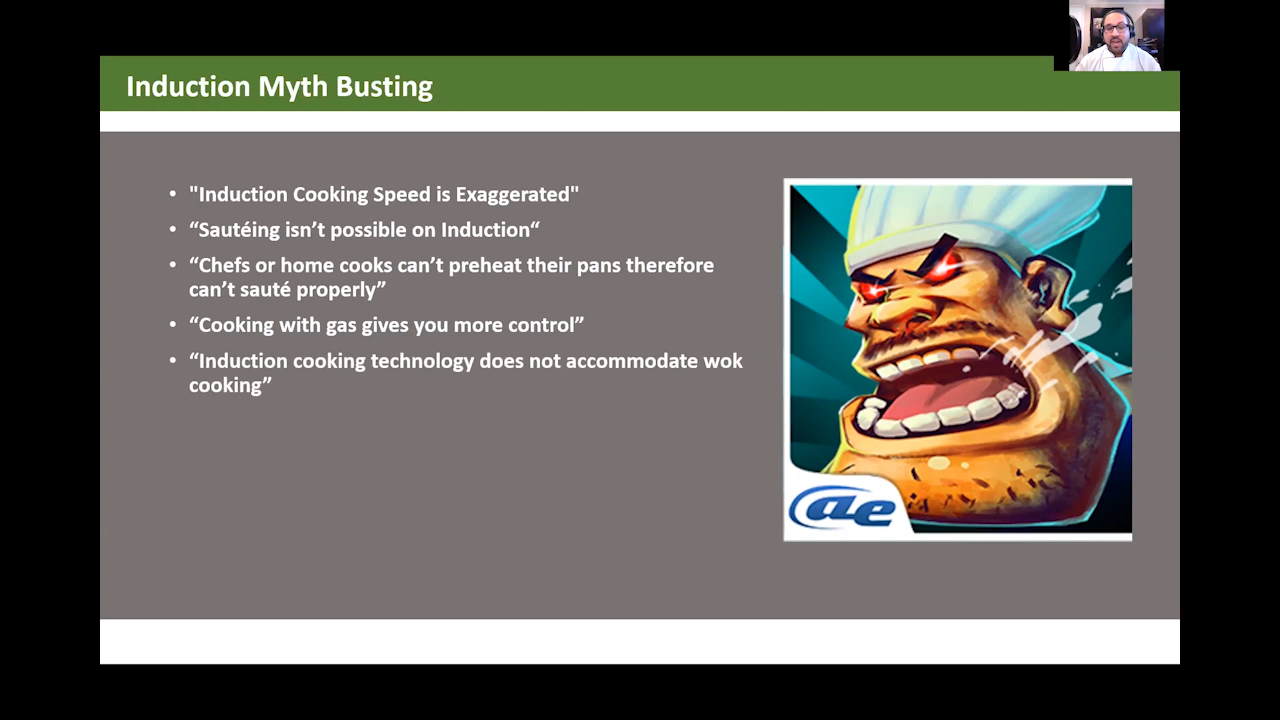 Induction Myth Busting
• "Induction Cooking Speed is Exaggerated"
• “Sautéing isn’t possible on Induction“
• “Chefs or home cooks can’t preheat their pans therefore
can’t sauté properly”
• “Cooking with gas gives you more control”
• “Induction cooking technology does not accommodate wok
cooking”
@ae